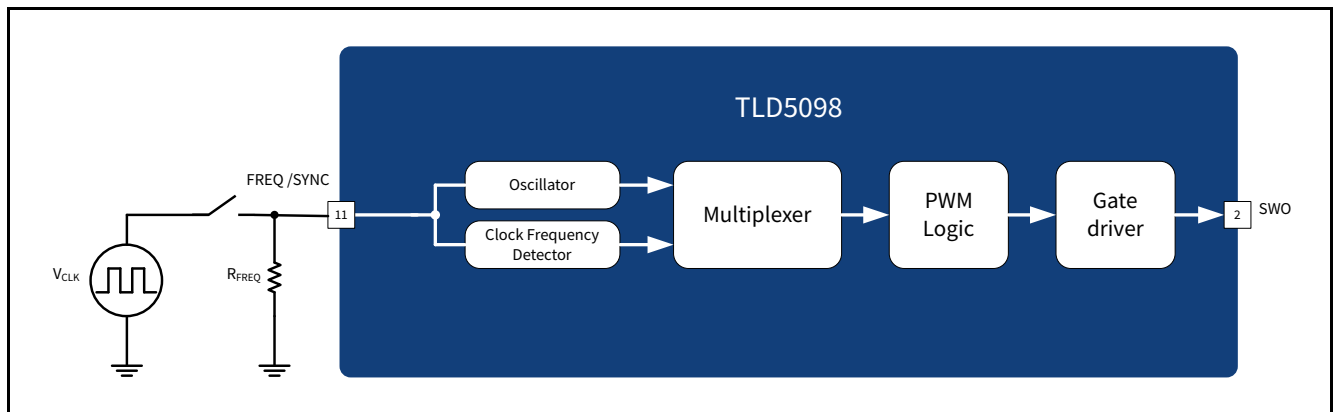 TLD5098
FREQ /SYNC
11
Oscillator
Clock Frequency
Detector
Multiplexer
PWM
Logic
Gate
driver
2
SWO
VCLK
RFREQ